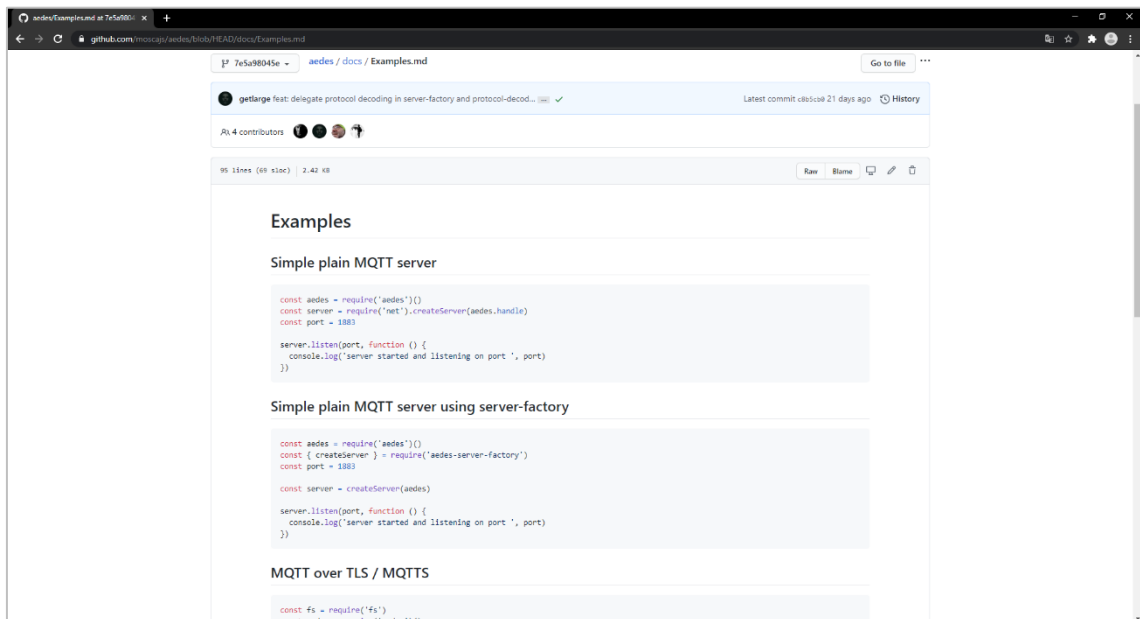 aedes/Examples.md at 7e5a9804
github.com/moscajs/aedes/blob/HEAD/docs/Examples.md
7e5a98045e aedes / docs / Examples.md Go to file ...
getlarge feat: delegate protocol decoding in server-factory and protocol-decod... ... Latest commit c8b5cb0 21 days ago History
4 contributors
95 lines (69 sloc) 2.42 KB Raw Blame
Examples
Simple plain MQTT server
const aedes = require('aedes')()
const server = require('net').createServer(aedes.handle)
const port = 1883
server.listen(port, function () {
console.log('server started and listening on port ', port)
})
Simple plain MQTT server using server-factory
const aedes = require('aedes')()
const { createServer } = require('aedes-server-factory')
const port = 1883
const server = createServer(aedes)
server.listen(port, function () {
console.log('server started and listening on port ', port)
})
MQTT over TLS / MQTTS
const fs = require('fs')